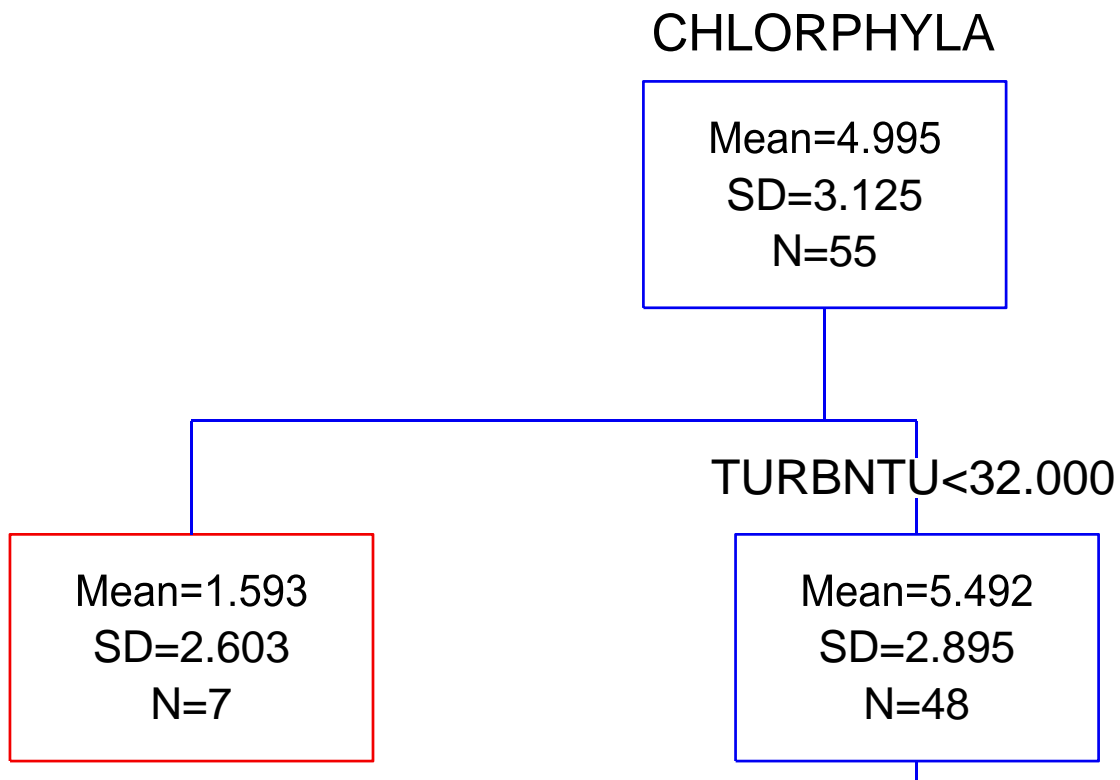 CHLORPHYLA
Mean=4.995
SD=3.125
N=55
TURBNTU<32.000
Mean=1.593
SD=2.603
N=7
Mean=5.492
SD=2.895
N=48